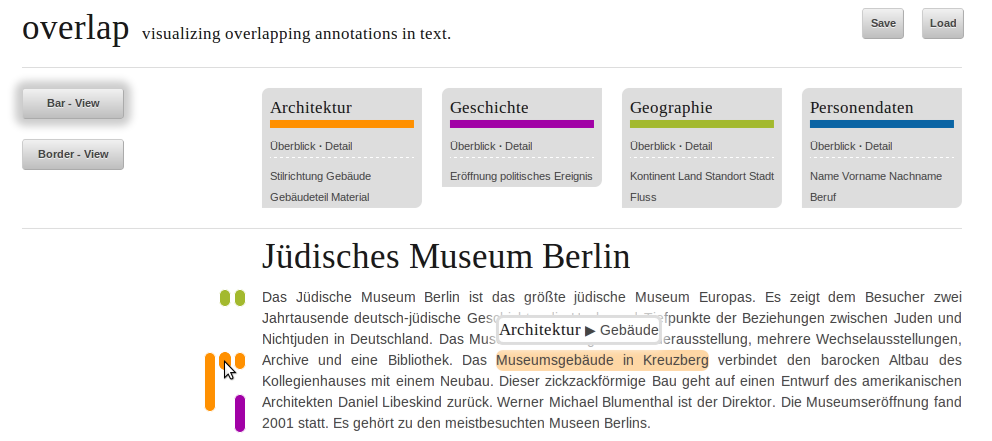 overlap visualizing overlapping annotations in text.
Save Load
Bar - View
Border - View
Architektur
Überblick · Detail
Stilrichtung Gebäude
Gebäudeteil Material
Geschichte
Überblick · Detail
Eröffnung politisches Ereignis
Geographie
Überblick · Detail
Kontinent Land Standort Stadt
Fluss
Personendaten
Überblick · Detail
Name Vorname Nachname
Beruf
Jüdisches Museum Berlin
Das Jüdische Museum Berlin ist das größte jüdische Museum Europas. Es zeigt dem Besucher zwei
Jahrtausende deutsch-jüdische der Beziehungen zwischen Juden und
Architektur ▶ Gebäude
Nichtjuden in Deutschland. Das mehrere Wechselausstellungen,
Archive und eine Bibliothek. Das Museumsgebäude in Kreuzberg verbindet den barocken Altbau des
Kollegienhauses mit einem Neubau. Dieser zickzackförmige Bau geht auf einen Entwurf des amerikanischen
Architekten Daniel Libeskind zurück. Werner Michael Blumenthal ist der Direktor. Die Museumseröffnung fand
2001 statt. Es gehört zu den meistbesuchten Museen Berlins.